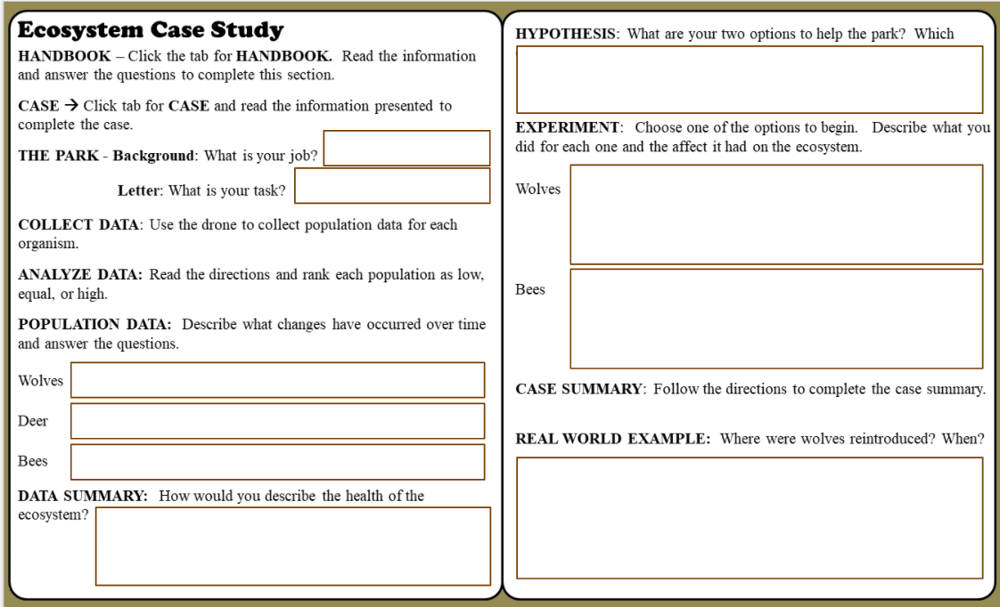 Ecosystem Case Study
HANDBOOK – Click the tab for HANDBOOK. Read the information
and answer the questions to complete this section.
CASE → Click tab for CASE and read the information presented to
complete the case.
THE PARK - Background: What is your job?
Letter: What is your task?
COLLECT DATA: Use the drone to collect population data for each
organism.
ANALYZE DATA: Read the directions and rank each population as low,
equal, or high.
POPULATION DATA: Describe what changes have occurred over time
and answer the questions.
Wolves
Deer
Bees
DATA SUMMARY: How would you describe the health of the
ecosystem?
HYPOTHESIS: What are your two options to help the park? Which
EXPERIMENT: Choose one of the options to begin. Describe what you
did for each one and the affect it had on the ecosystem.
Wolves
Bees
CASE SUMMARY: Follow the directions to complete the case summary.
REAL WORLD EXAMPLE: Where were wolves reintroduced? When?